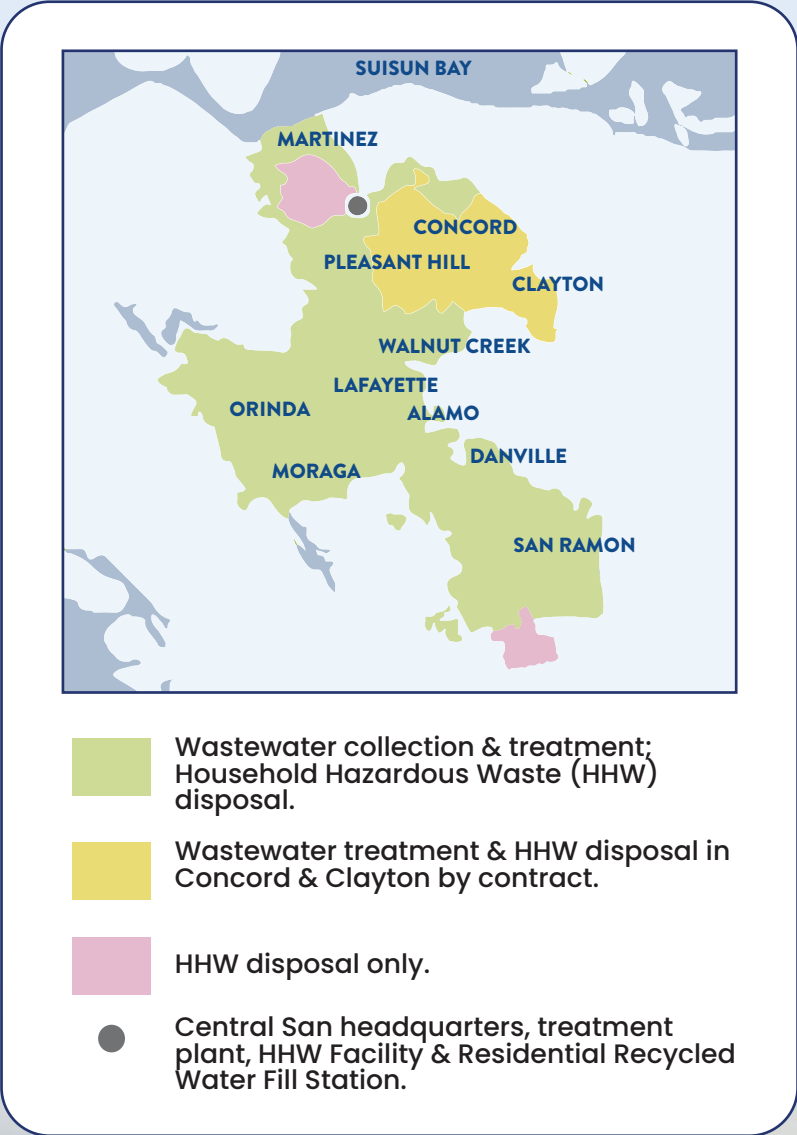 SUISUN BAY
MARTINEZ
CONCORD
PLEASANT HILL
CLAYTON
WALNUT CREEK
LAFAYETTE
ORINDA
ALAMO
DANVILLE
MORAGA
SAN RAMON
Wastewater collection & treatment;
Household Hazardous Waste (HHW)
disposal.
Wastewater treatment & HHW disposal in
Concord & Clayton by contract.
HHW disposal only.
Central San headquarters, treatment
plant, HHW Facility & Residential Recycled
Water Fill Station.